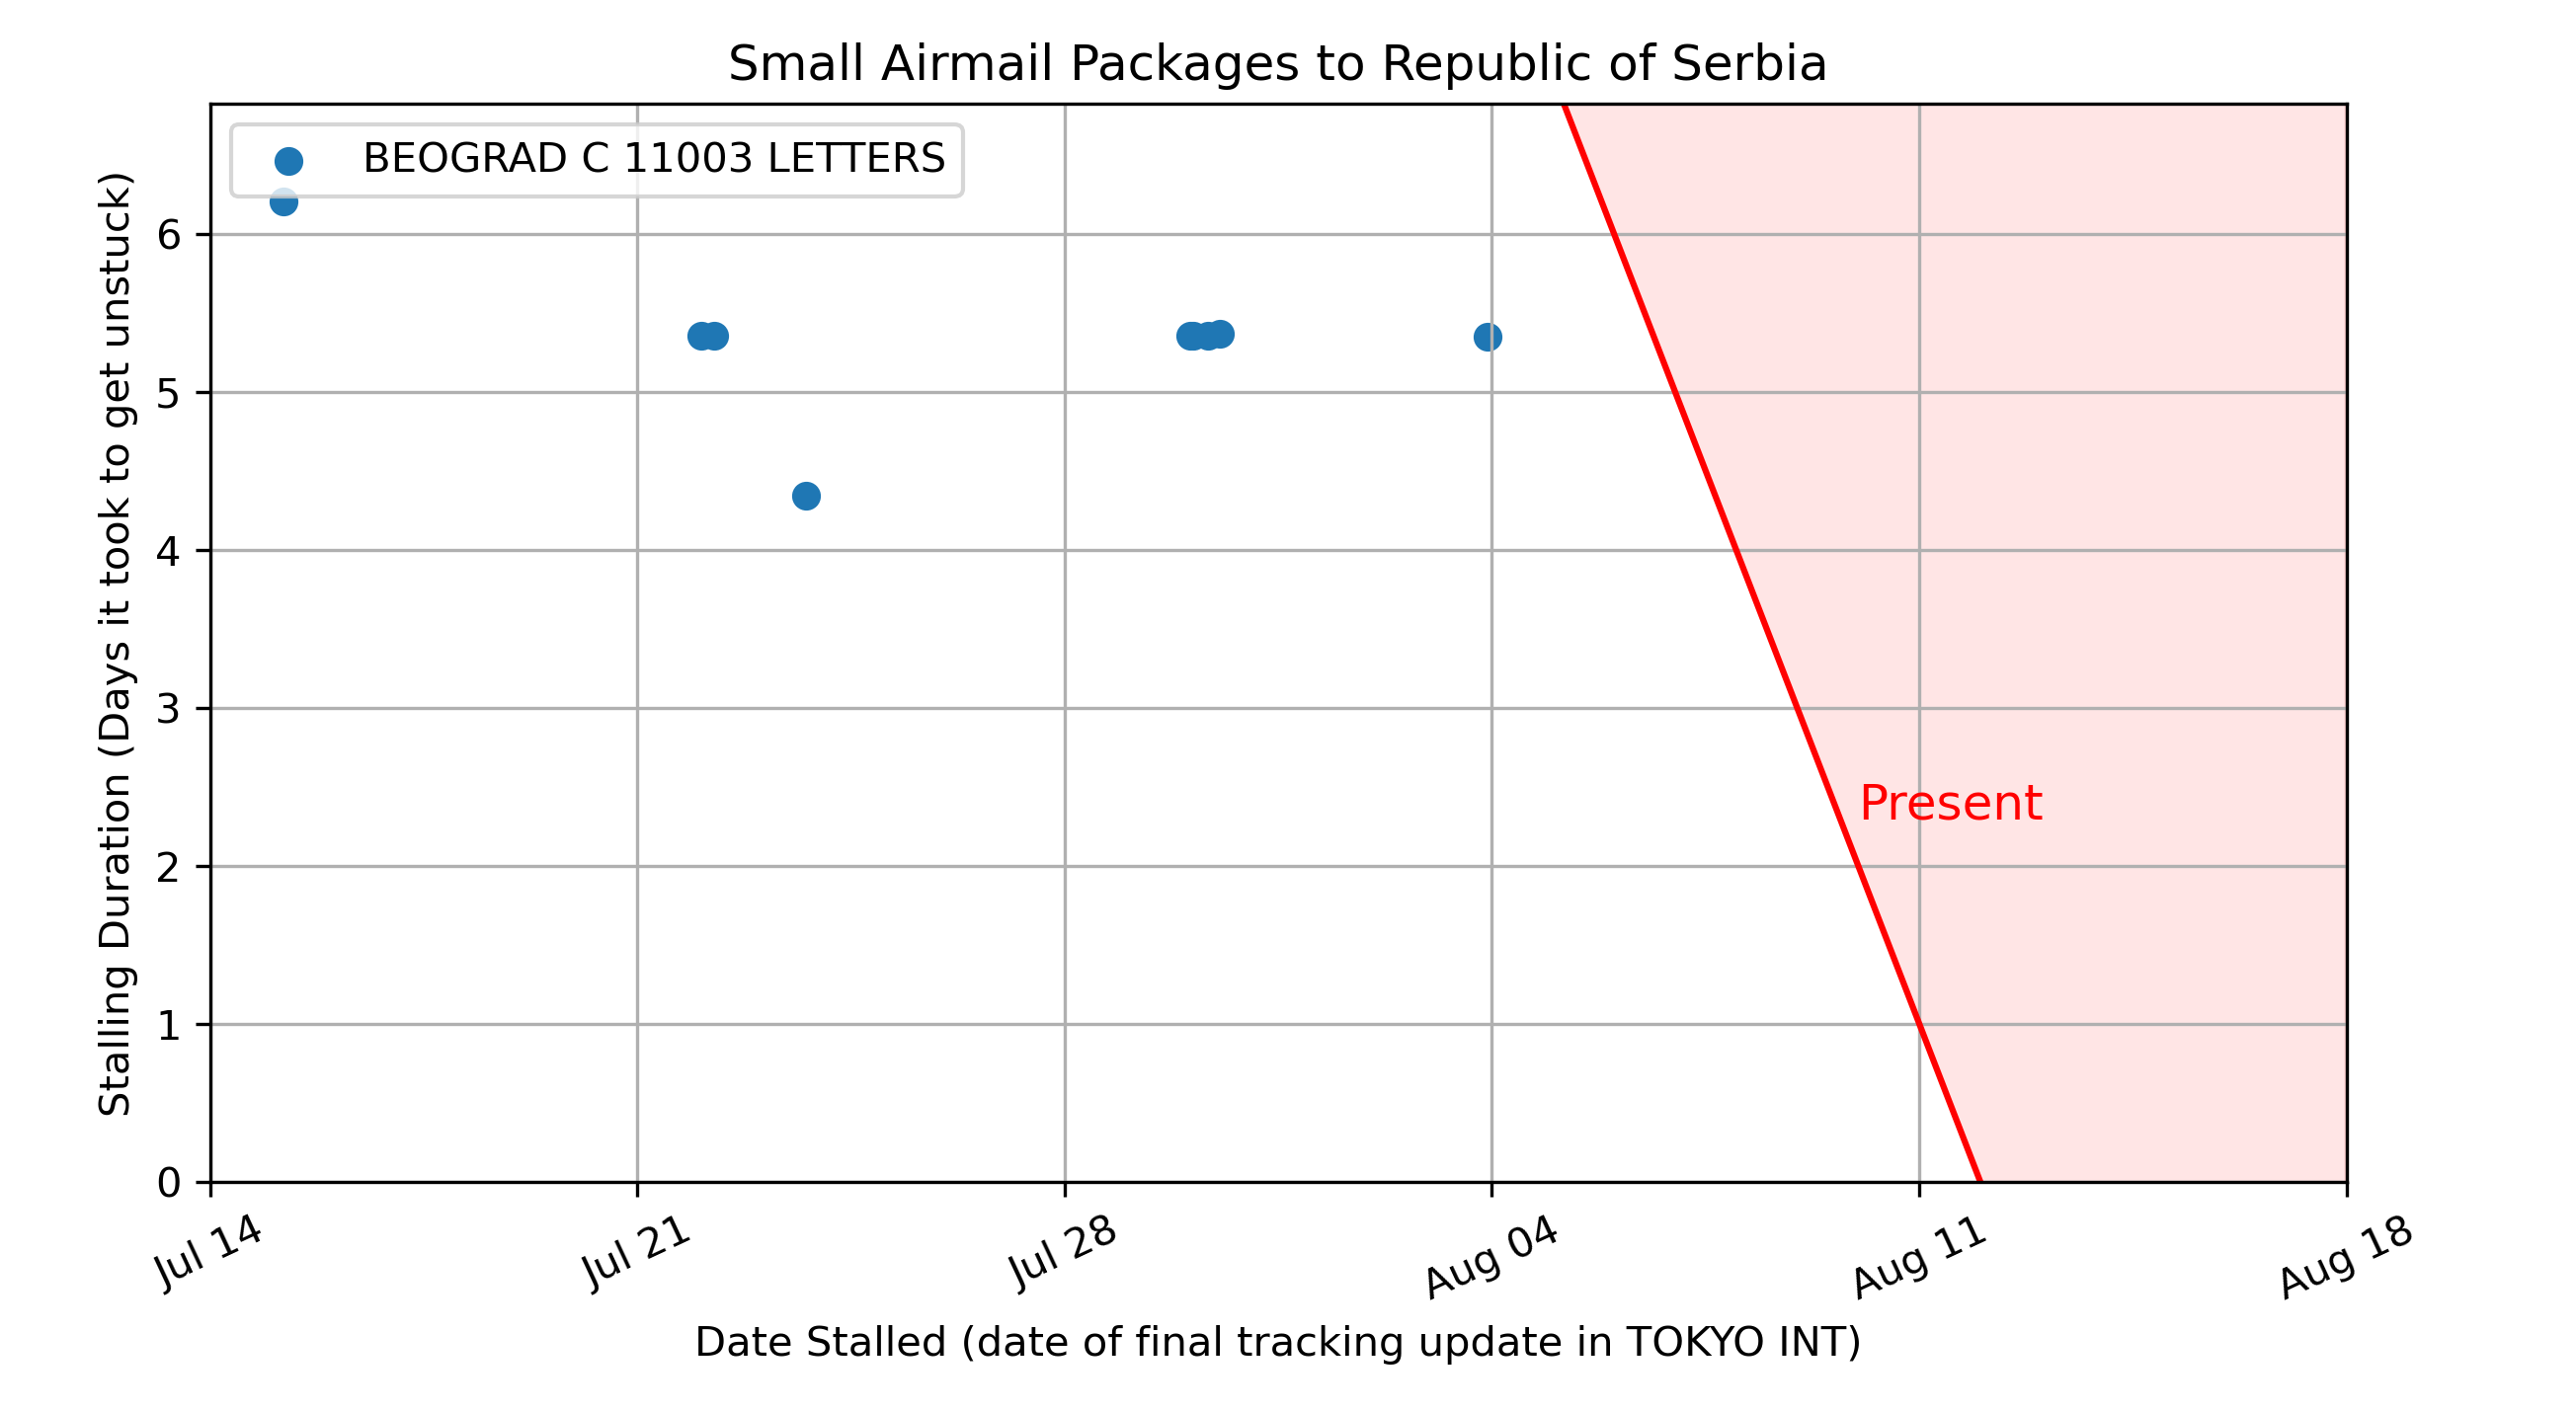 Small Airmail Packages to Republic of Serbia
BEOGRAD C 11003 LETTERS
Stalling Duration (Days it took to get unstuck)
6
5
4
3
2
1
0
Present
Jul 14
Jul 21
Jul 28
Aug 04
Aug 11
Aug 18
Date Stalled (date of final tracking update in TOKYO INT)